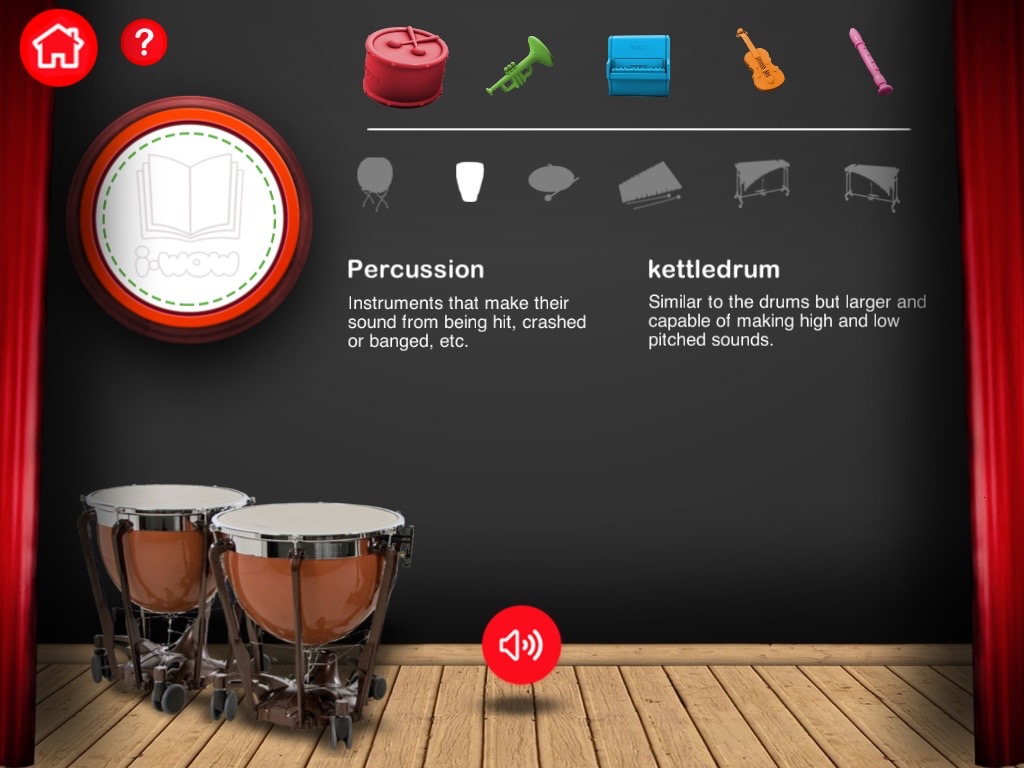 ?
i-wow
Percussion
Instruments that make their
sound from being hit, crashed
or banged, etc.
kettledrum
Similar to the drums but larger and
capable of making high and low
pitched sounds.